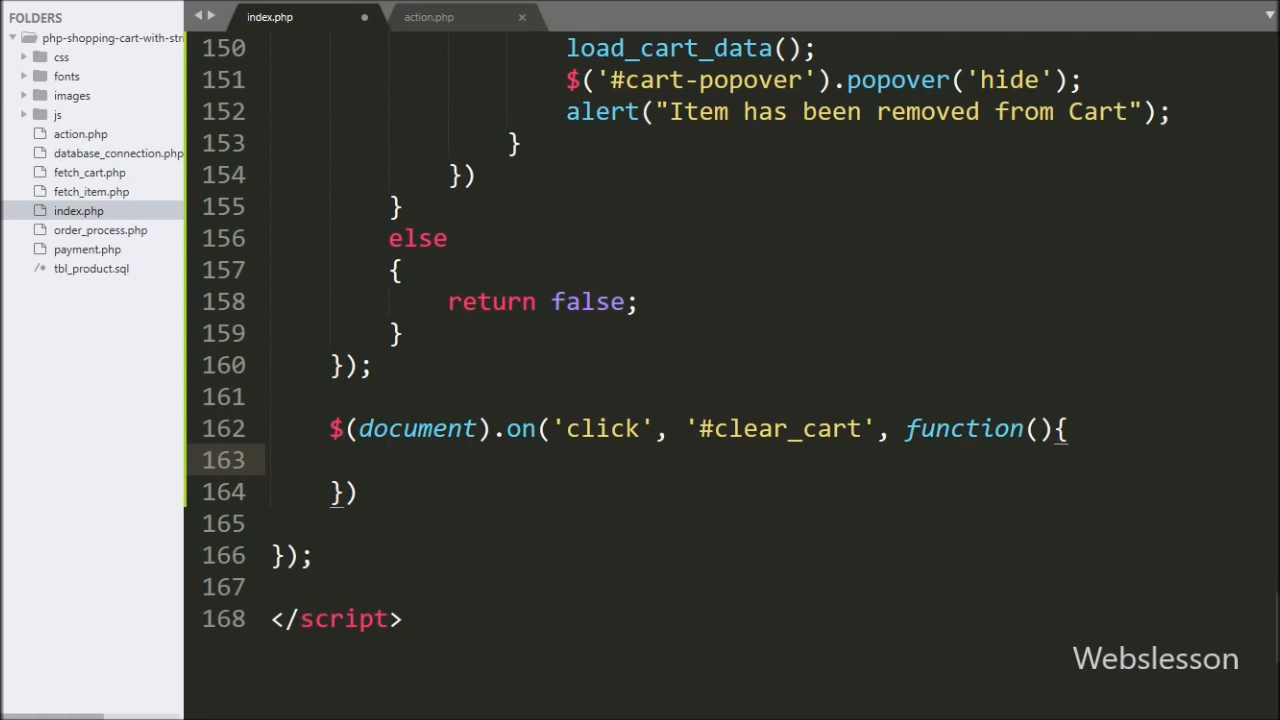 FOLDERS
php-shopping-cart-with-str
css
fonts
images
js
action.php
database_connection.php
fetch_cart.php
fetch_item.php
index.php
order_process.php
payment.php
/* tbl_product.sql
index.php
action.php
150 load_cart_data();
151 $('#cart-popover').popover('hide');
152 alert("Item has been removed from Cart");
153 }
154 })
155 }
156 else
157 {
158 return false;
159 }
160 });
161
162 $(document).on('click', '#clear_cart', function(){
163
164 })
165
166 });
167
168 </script>
Webslesson